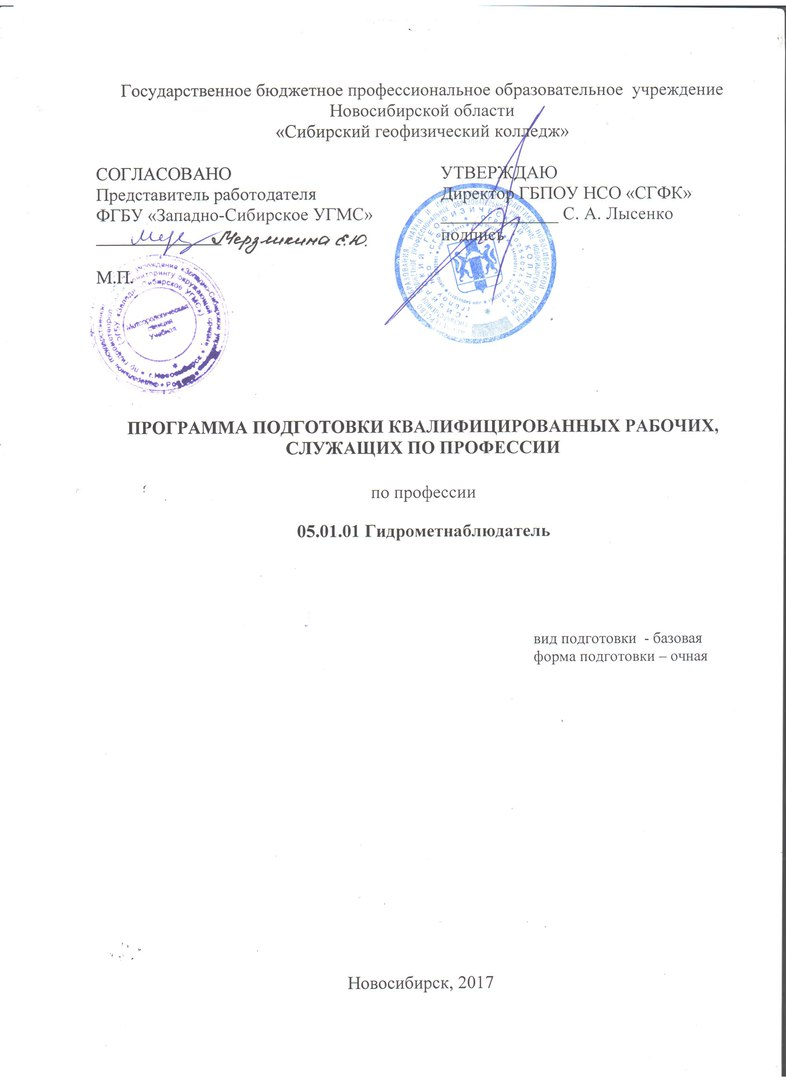 Государственное бюджетное профессиональное образовательное учреждение
Новосибирской области
«Сибирский геофизический колледж»
СОГЛАСОВАНО
Представитель работодателя
ФГБУ «Западно-Сибирское УГМС»
М.П.
УТВЕРЖДАЮ
Директор ГБПОУ НСО «СГФК»
_____________ С. А. Лысенко
подпись
ПРОГРАММА ПОДГОТОВКИ КВАЛИФИЦИРОВАННЫХ РАБОЧИХ,
СЛУЖАЩИХ ПО ПРОФЕССИИ
по профессии
05.01.01 Гидрометнаблюдатель
вид подготовки - базовая
форма подготовки – очная
Новосибирск, 2017